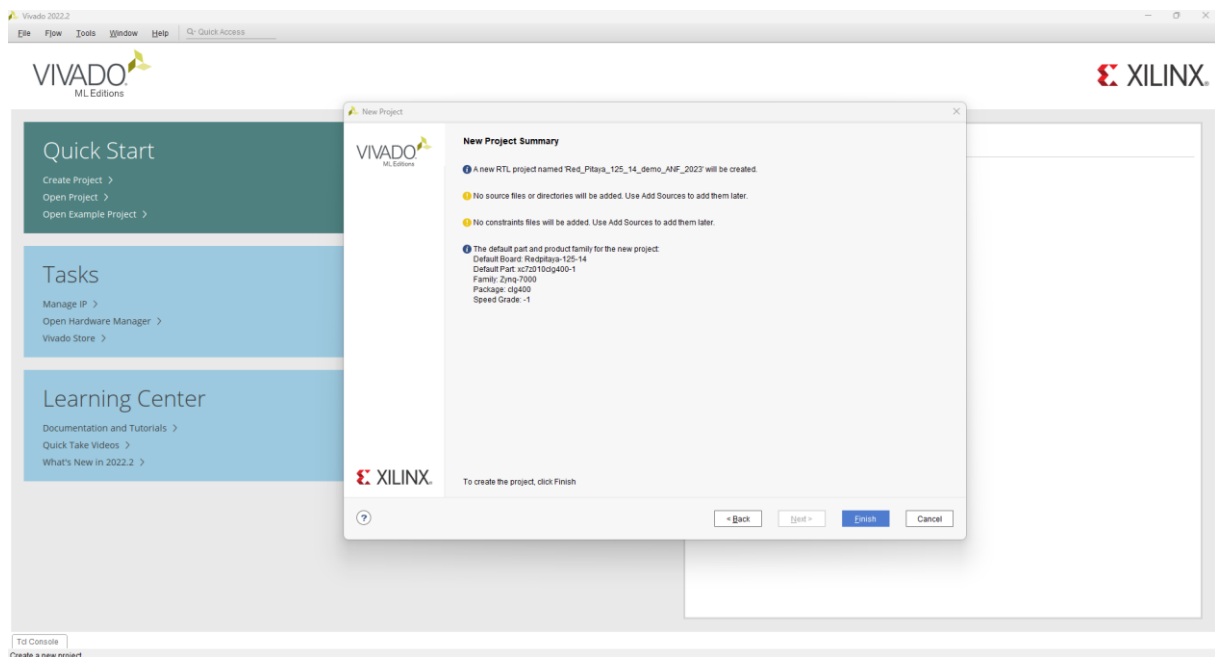 Vivado 2022.2
File Flow Tools Window Help Q- Quick Access
VIVADO.
ML Editions
XILINX.
Quick Start
Create Project >
Open Project >
Open Example Project >
Tasks
Manage IP >
Open Hardware Manager >
Vivado Store >
Learning Center
Documentation and Tutorials >
Quick Take Videos >
What's New in 2022.2 >
New Project
VIVADO.
ML Editions
New Project Summary
A new RTL project named 'Red_Pitaya_125_14_demo_ANF_2023' will be created.
No source files or directories will be added. Use Add Sources to add them later.
No constraints files will be added. Use Add Sources to add them later.
The default part and product family for the new project:
Default Board: Redpitaya-125-14
Default Part: xc7z010clg400-1
Family: Zynq-7000
Package: clg400
Speed Grade: -1
XILINX.
To create the project, click Finish
?
< Back Next > Finish Cancel
Tcl Console
Create a new project